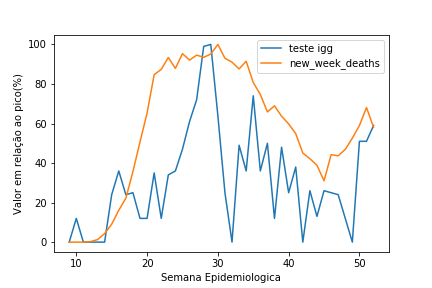 teste igg
new_week_deaths
Valor em relação ao pico(%)
100
80
60
40
20
0
10
20
30
40
50
Semana Epidemiologica